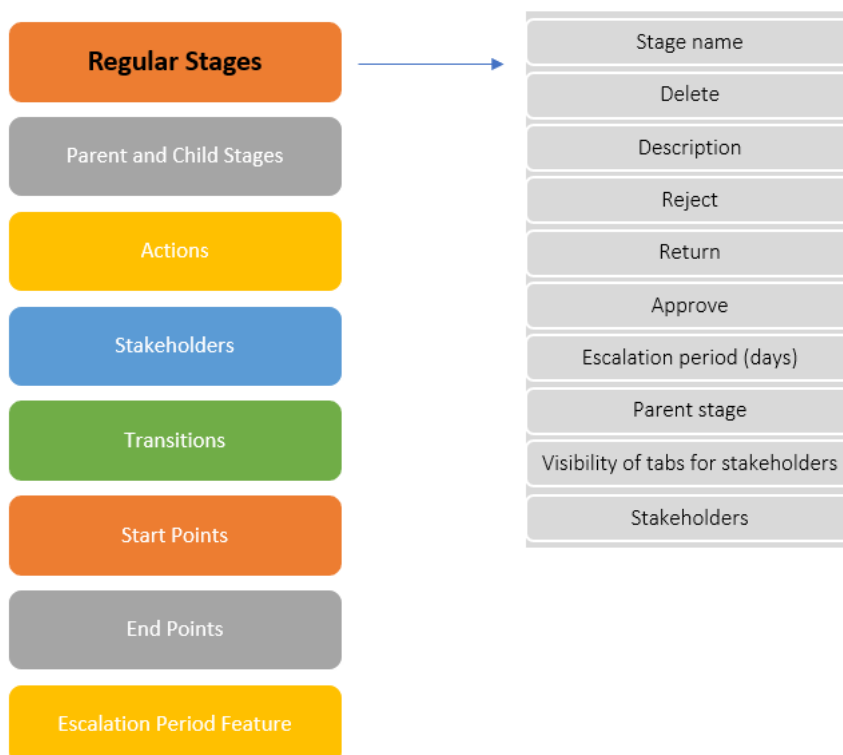 Regular Stages
Parent and Child Stages
Actions
Stakeholders
Transitions
Start Points
End Points
Escalation Period Feature
Stage name
Delete
Description
Reject
Return
Approve
Escalation period (days)
Parent stage
Visibility of tabs for stakeholders
Stakeholders